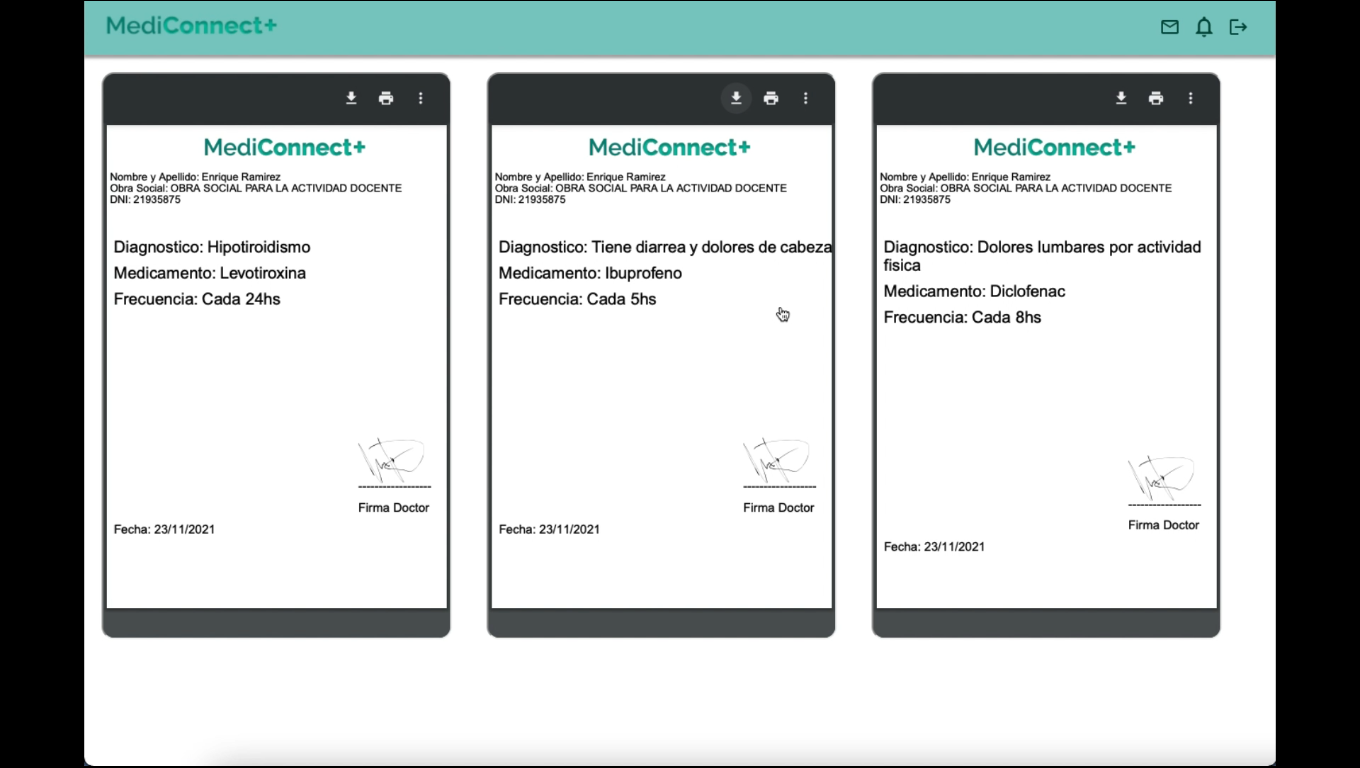 MediConnect+
MediConnect+
Nombre y Apellido: Enrique Ramirez
Obra Social: OBRA SOCIAL PARA LA ACTIVIDAD DOCENTE
DNI: 21935875
Diagnostico: Hipotiroidismo
Medicamento: Levotiroxina
Frecuencia: Cada 24hs
------------------
Firma Doctor
Fecha: 23/11/2021
MediConnect+
Nombre y Apellido: Enrique Ramirez
Obra Social: OBRA SOCIAL PARA LA ACTIVIDAD DOCENTE
DNI: 21935875
Diagnostico: Tiene diarrea y dolores de cabeza
Medicamento: Ibuprofeno
Frecuencia: Cada 5hs
------------------
Firma Doctor
Fecha: 23/11/2021
MediConnect+
Nombre y Apellido: Enrique Ramirez
Obra Social: OBRA SOCIAL PARA LA ACTIVIDAD DOCENTE
DNI: 21935875
Diagnostico: Dolores lumbares por actividad
fisica
Medicamento: Diclofenac
Frecuencia: Cada 8hs
------------------
Firma Doctor
Fecha: 23/11/2021